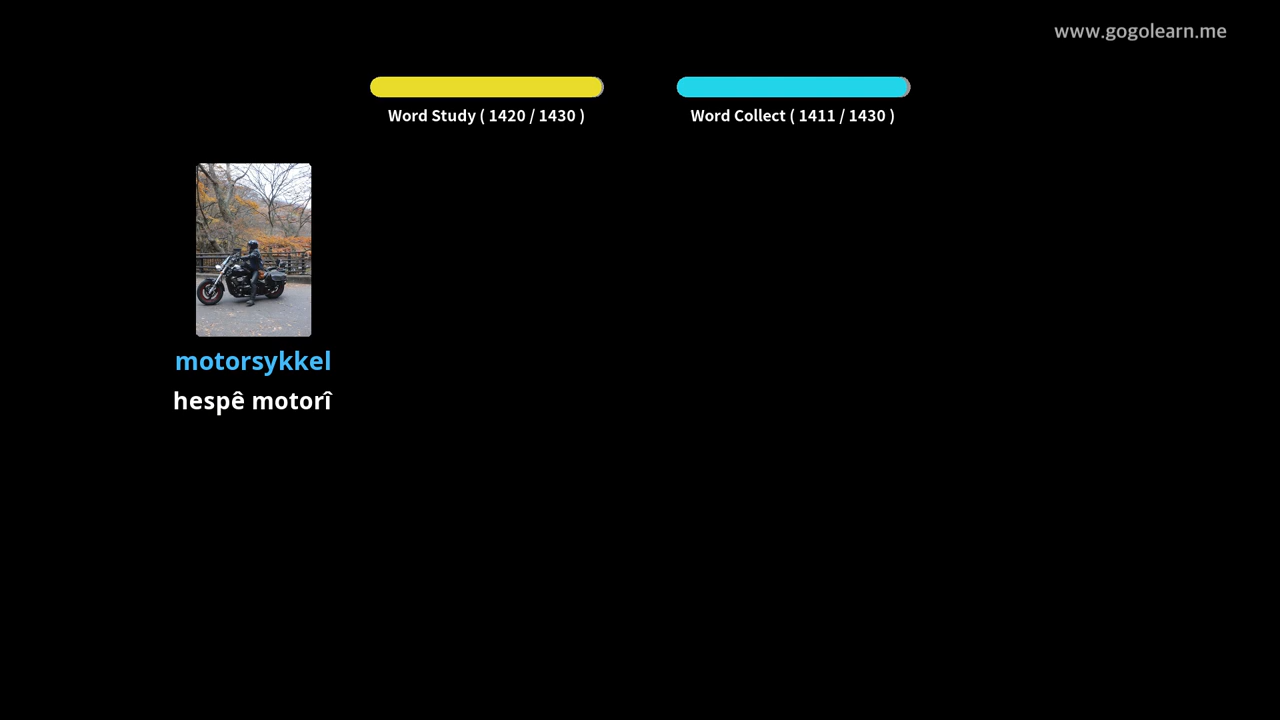 www.gogolearn.me
Word Study ( 1420 / 1430 )
Word Collect ( 1411 / 1430 )
motorsykkel
hespê motorî